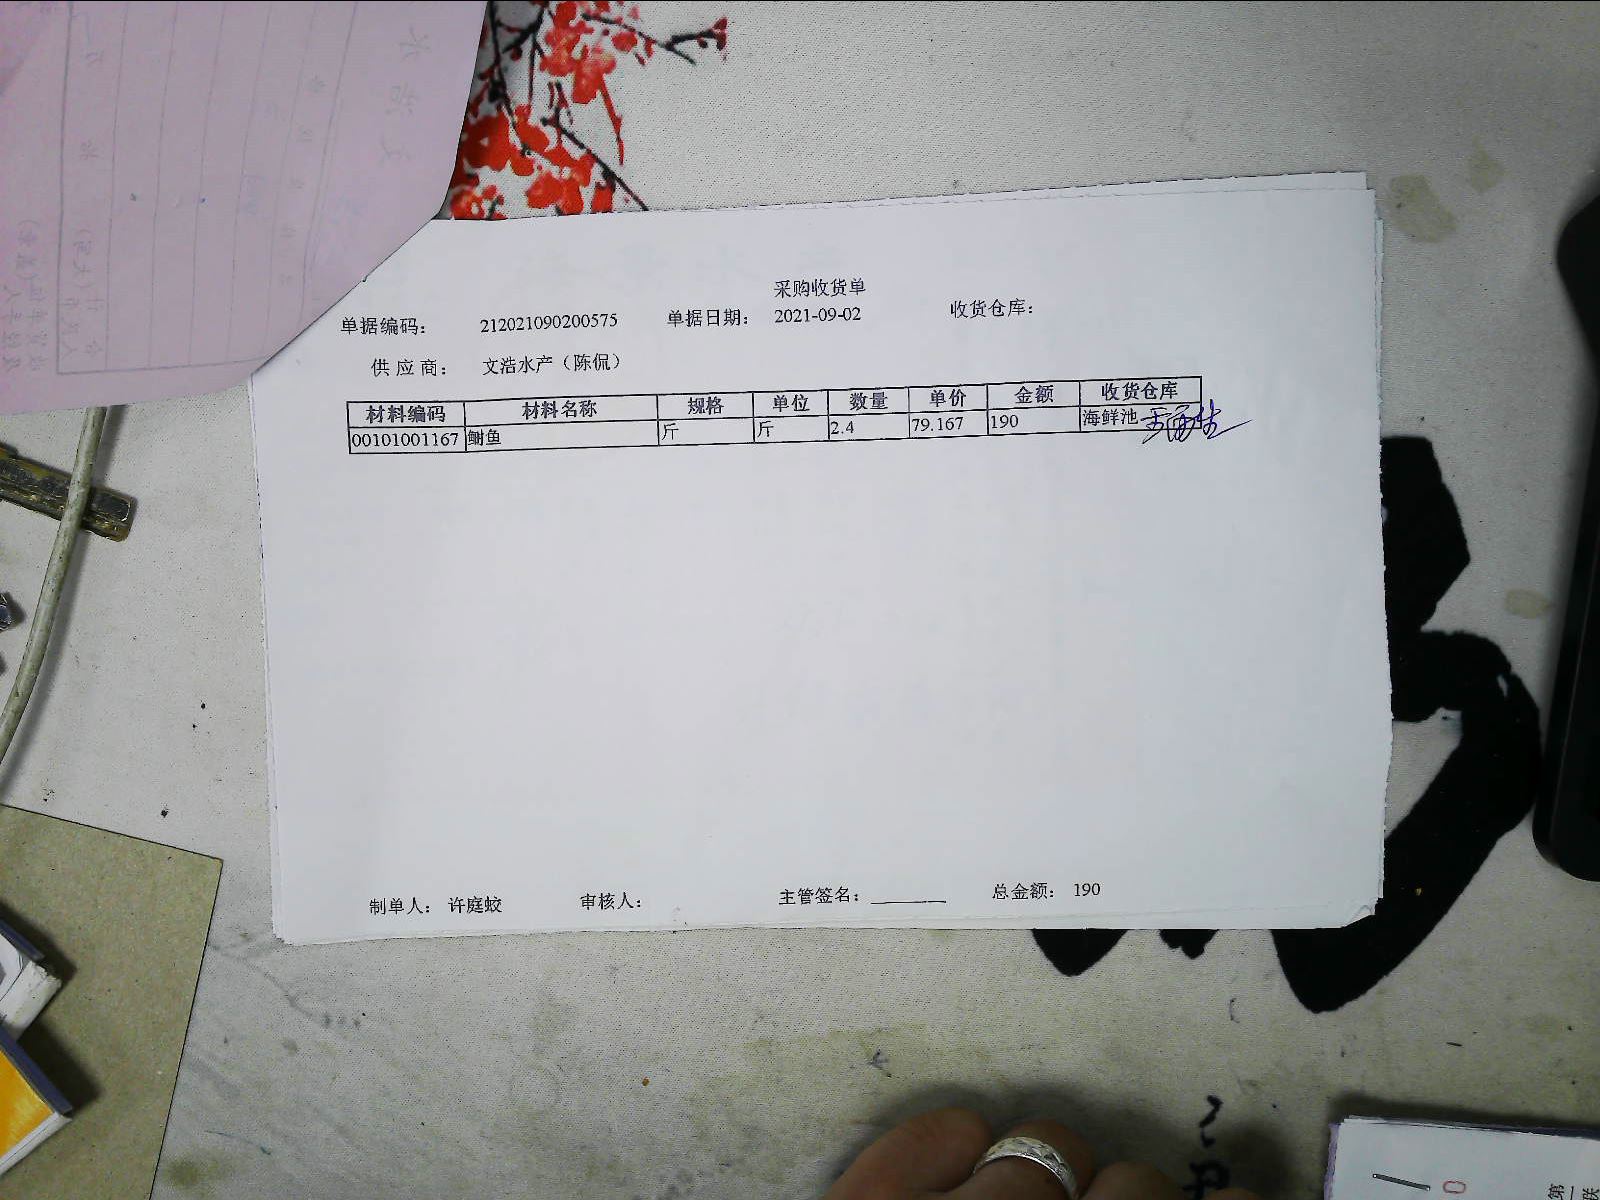 采购收货单
单据编码： 212021090200575 单据日期： 2021-09-02 收货仓库：
供应商： 文浩水产（陈侃）
材料编码 材料名称 规格 单位 数量 单价 金额 收货仓库
00101001167 鲥鱼 斤 斤 2.4 79.167 190 海鲜池
制单人： 许庭蛟 审核人： 主管签名： 总金额： 190